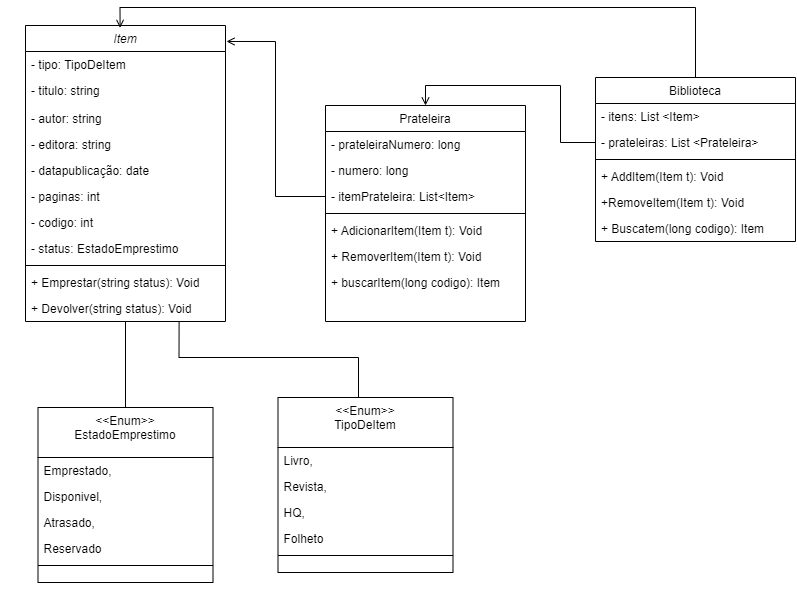 Item
- tipo: TipoDeItem
- titulo: string
- autor: string
- editora: string
- datapublicação: date
- paginas: int
- codigo: int
- status: EstadoEmprestimo
+ Emprestar(string status): Void
+ Devolver(string status): Void
Prateleira
- prateleiraNumero: long
- numero: long
- itemPrateleira: List<Item>
+ AdicionarItem(Item t): Void
+ RemoverItem(Item t): Void
+ buscarItem(long codigo): Item
Biblioteca
- itens: List <Item>
- prateleiras: List <Prateleira>
+ AddItem(Item t): Void
+RemoveItem(Item t): Void
+ Buscatem(long codigo): Item
<<Enum>>
EstadoEmprestimo
Emprestado,
Disponivel,
Atrasado,
Reservado
<<Enum>>
TipoDeItem
Livro,
Revista,
HQ,
Folheto